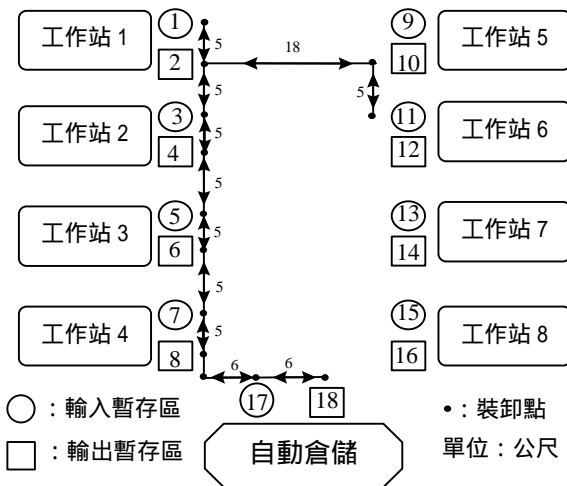 工作站 1
1
2
5
18
9
10
工作站 5
5
5
工作站 2
3
4
5
11
12
工作站 6
5
工作站 3
5
6
5
13
14
工作站 7
5
工作站 4
7
8
5
15
16
工作站 8
6
6
17
18
：輸入暫存區
：輸出暫存區
自動倉儲
：裝卸點
單位：公尺